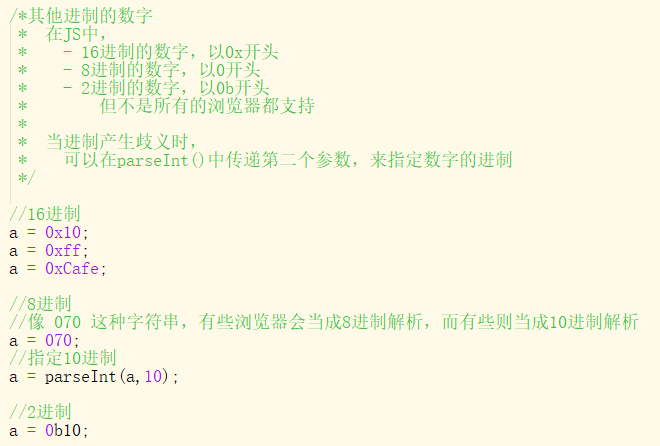 /*其他进制的数字
 *  在JS中,
 *    - 16进制的数字，以0x开头
 *    - 8进制的数字，以0开头
 *    - 2进制的数字，以0b开头
 *        但不是所有的浏览器都支持
 *
 *  当进制产生歧义时，
 *    可以在parseInt()中传递第二个参数，来指定数字的进制
 */
//16进制
a = 0x10;
a = 0xff;
a = 0xCafe;
//8进制
//像 070 这种字符串，有些浏览器会当成8进制解析，而有些则当成10进制解析
a = 070;
//指定10进制
a = parseInt(a,10);
//2进制
a = 0b10;